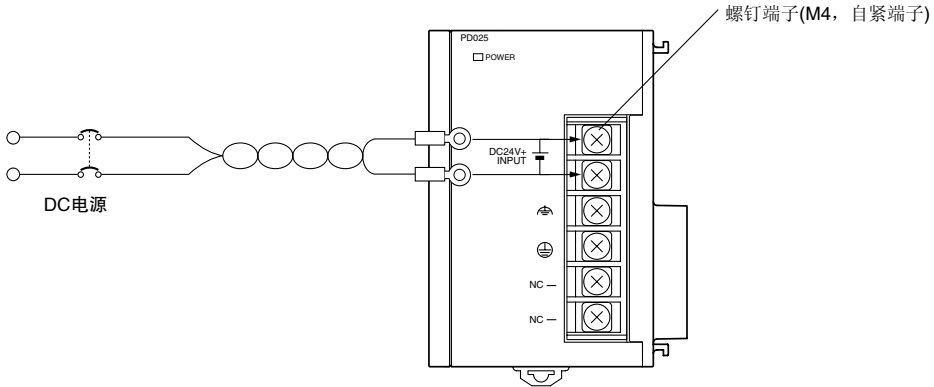 螺钉端子(M4，自紧端子)
PD025
POWER
DC24V+
INPUT
DC电源
NC —
NC —